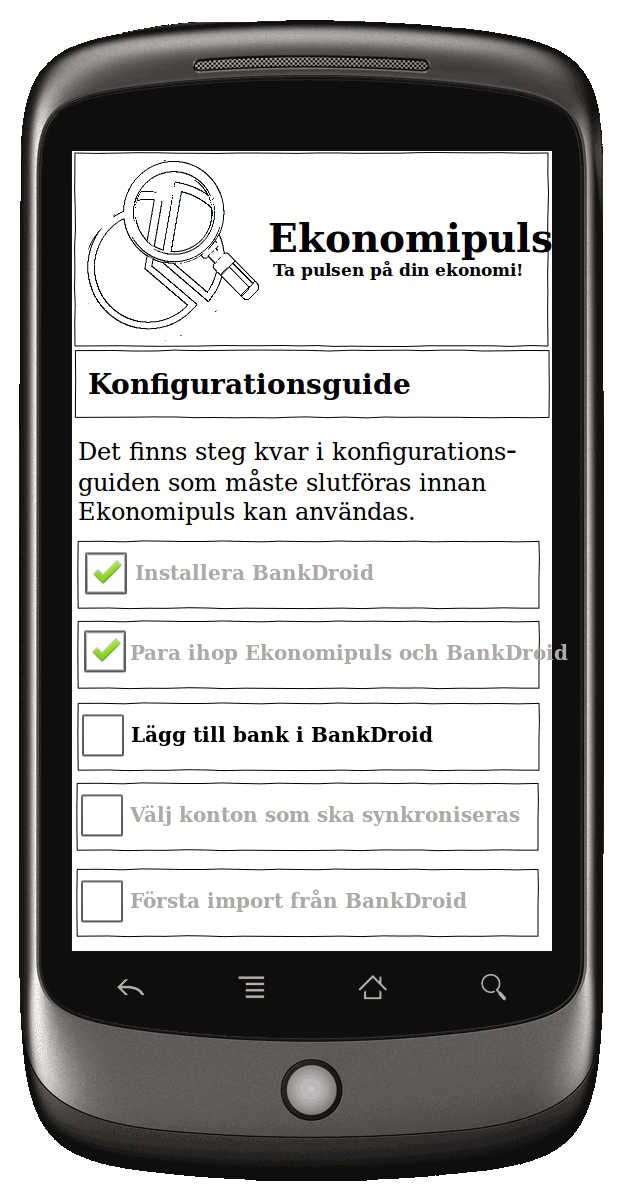 Ekonomipuls
Ta pulsen på din ekonomi!
Konfigurationsguide
Det finns steg kvar i konfigurations-
guiden som måste slutföras innan
Ekonomipuls kan användas.
Installera BankDroid
Para ihop Ekonomipuls och BankDroid
Lägg till bank i BankDroid
Välj konton som ska synkroniseras
Första import från BankDroid